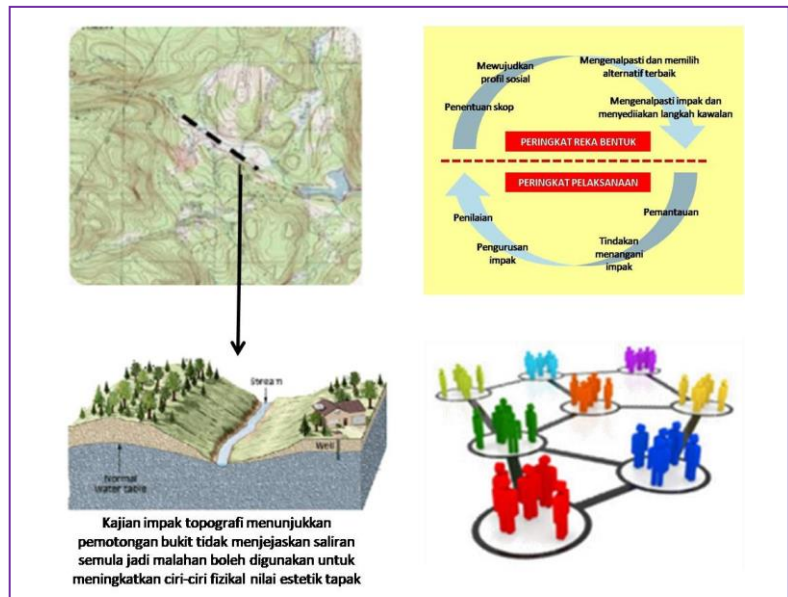 Mewujudkan
profil sosial
Penentuan skop
Mengenalpasti dan memilih
alternatif terbaik
Mengenalpasti impak dan
menyediiakan langkah kawalan
PERINGKAT REKA BENTUK
PERINGKAT PELAKSANAAN
Penilaian
Pengurusan
impak
Tindakan
menangani
impak
Pemantauan
Stream
Well
Normal
Water table
Kajian impak topografi menunjukkan
pemotongan bukit tidak menjejaskan saliran
semula jadi malahan boleh digunakan untuk
meningkatkan ciri-ciri fizikal nilai estetik tapak